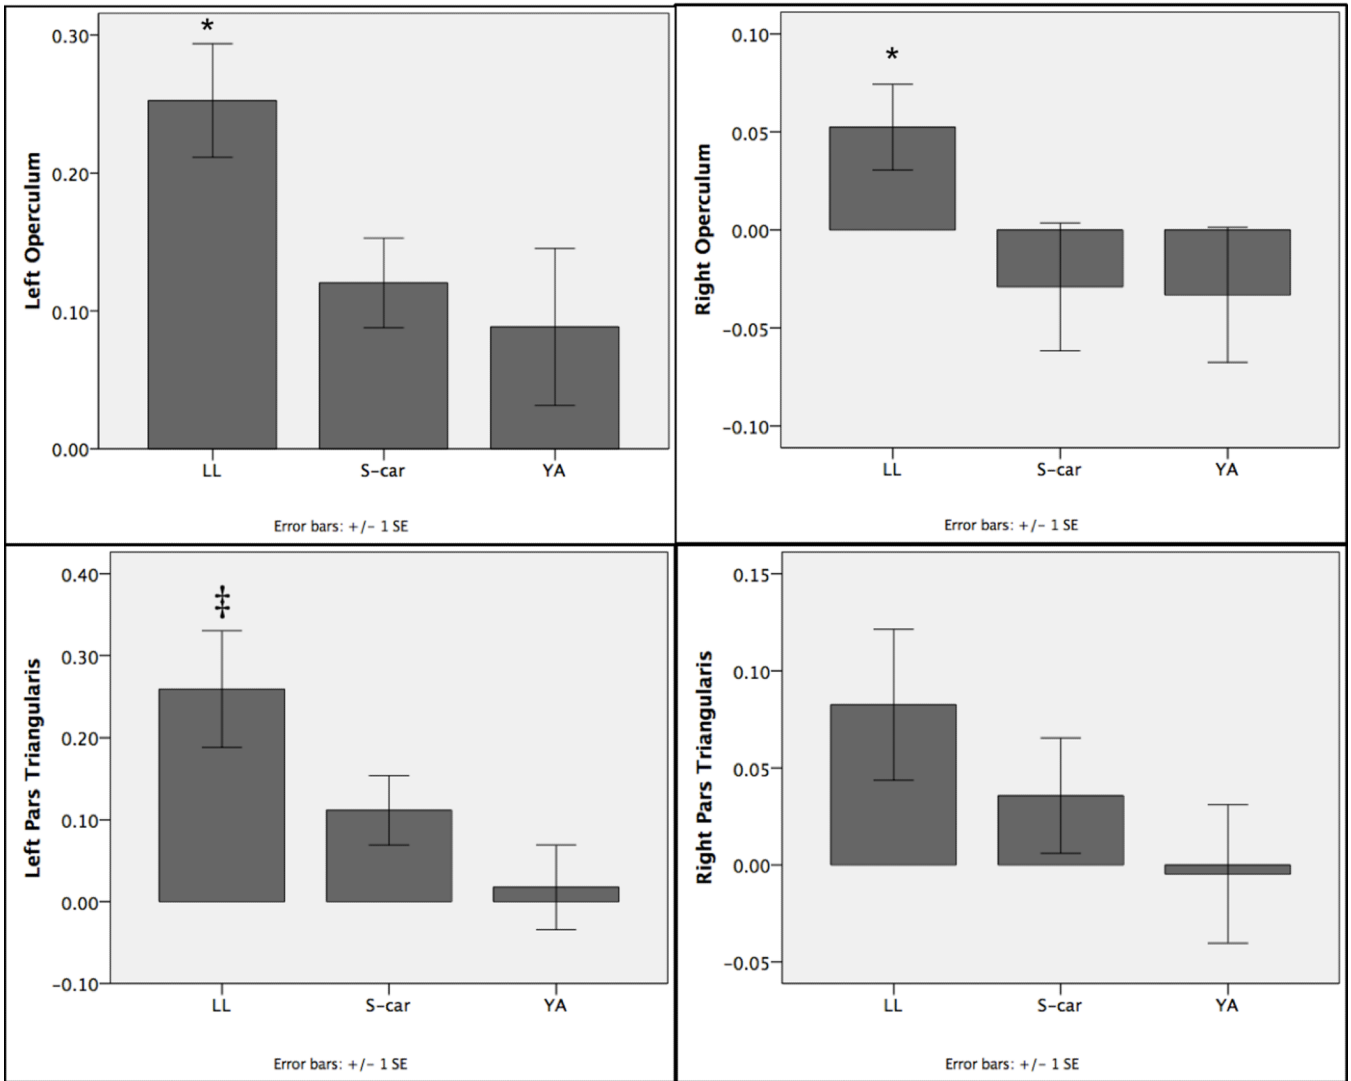 *
0.30
0.20
0.10
0.00
Left Operculum
LL S-car YA
Error bars: +/- 1 SE
*
0.10
0.05
0.00
-0.05
-0.10
Right Operculum
LL S-car YA
Error bars: +/- 1 SE
‡
0.40
0.30
0.20
0.10
0.00
-0.10
Left Pars Triangularis
LL S-car YA
Error bars: +/- 1 SE
0.15
0.10
0.05
0.00
-0.05
Right Pars Triangularis
LL S-car YA
Error bars: +/- 1 SE